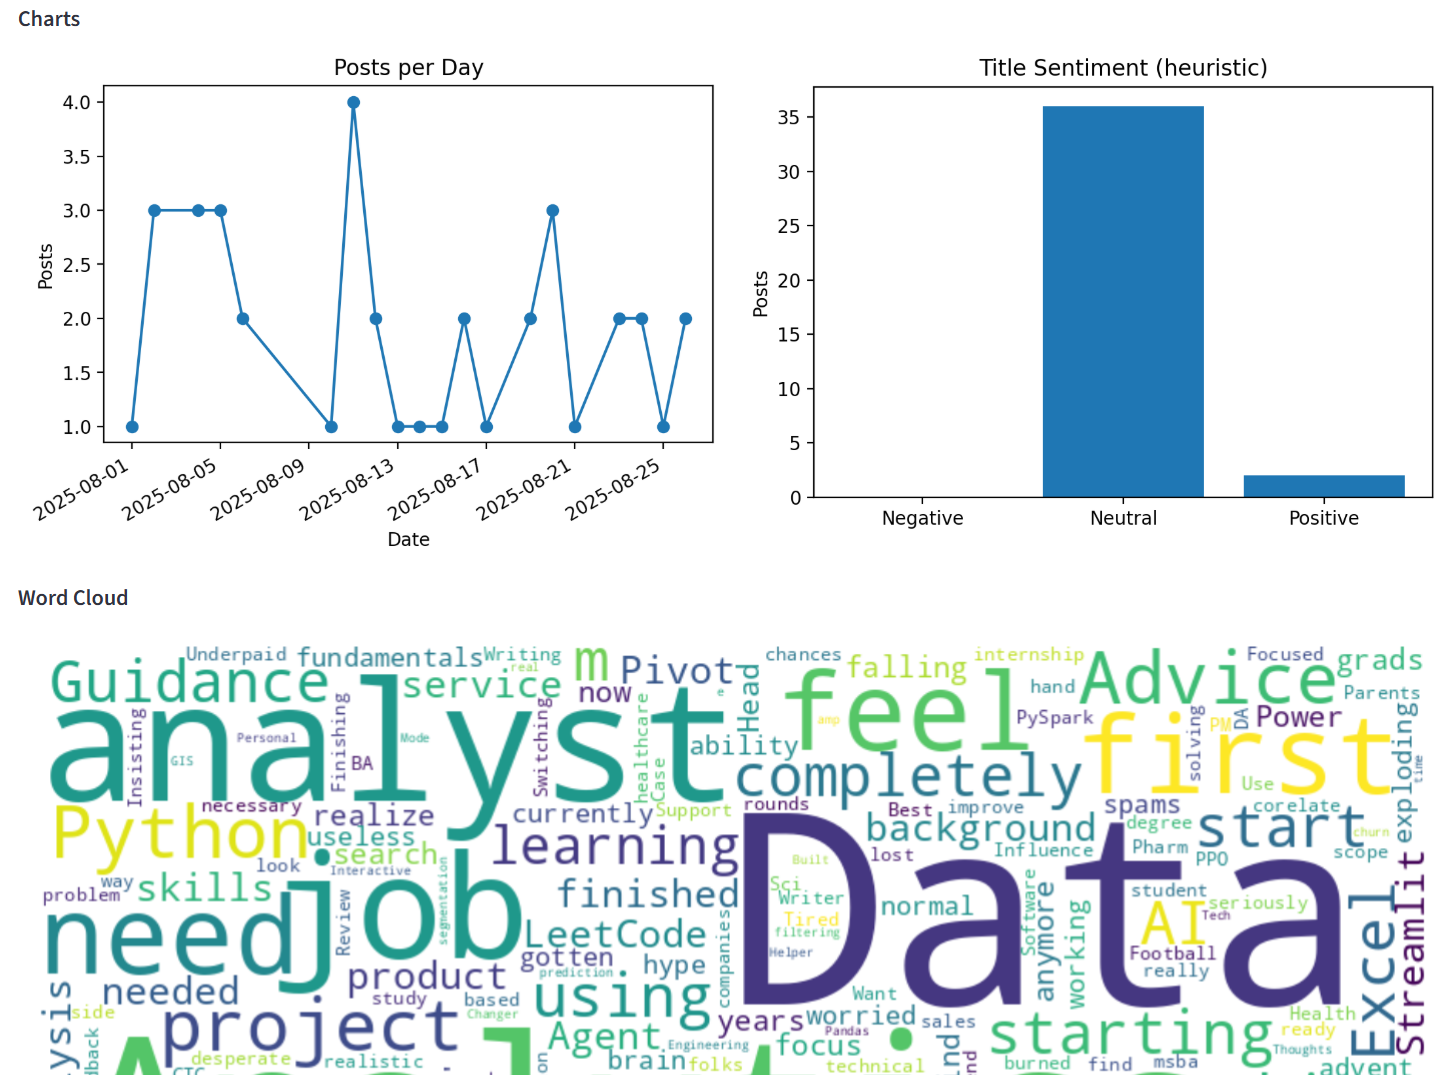 Charts
Posts per Day
4.0
3.5
3.0
2.5
2.0
1.5
1.0
Posts
2025-08-01
2025-08-05
2025-08-09
2025-08-13
2025-08-17
2025-08-21
2025-08-25
Date
Title Sentiment (heuristic)
35
30
25
20
15
10
5
0
Posts
Negative
Neutral
Positive
Word Cloud
Underpaid
fundamentals
Writing
real
m
Pivot
chances
falling
internship
Focused
grads
Guidance
service
now
e
Head
feel
hand
Advice
Parents
analyst
Insisting
Personal
GIS
Finishing
BA
Mode
Switching
healthcare
Case
ability
amp
PySpark
first
solving
PM
DA
Power
exploding
time
completely
Use
necessary
realize
currently
Support
rounds
Best
improve
spams
corelate
Python
useless
learning
background
degree
start
churn
search
Built
lost
Influence
Pharm
PPO
scope
look
Interactive
way
problem
skills
job
segmentation
finished
Data
Sci
Writer
Tired
filtering
Helper
normal
Software
anymore
working
student
AI
Tech
seriously
Football
really
Excel
Streamlit
need
Review
LeetCode
gotten
prediction
hype
companies
needed
product
study
based
Changer
using
Want
years
worried
Pandas
sales
starting
Health
ready
Thoughts
side
project
Agent
Engineering
focus
desperate
realistic
brain
folks
technical
burned
find
msba
advent